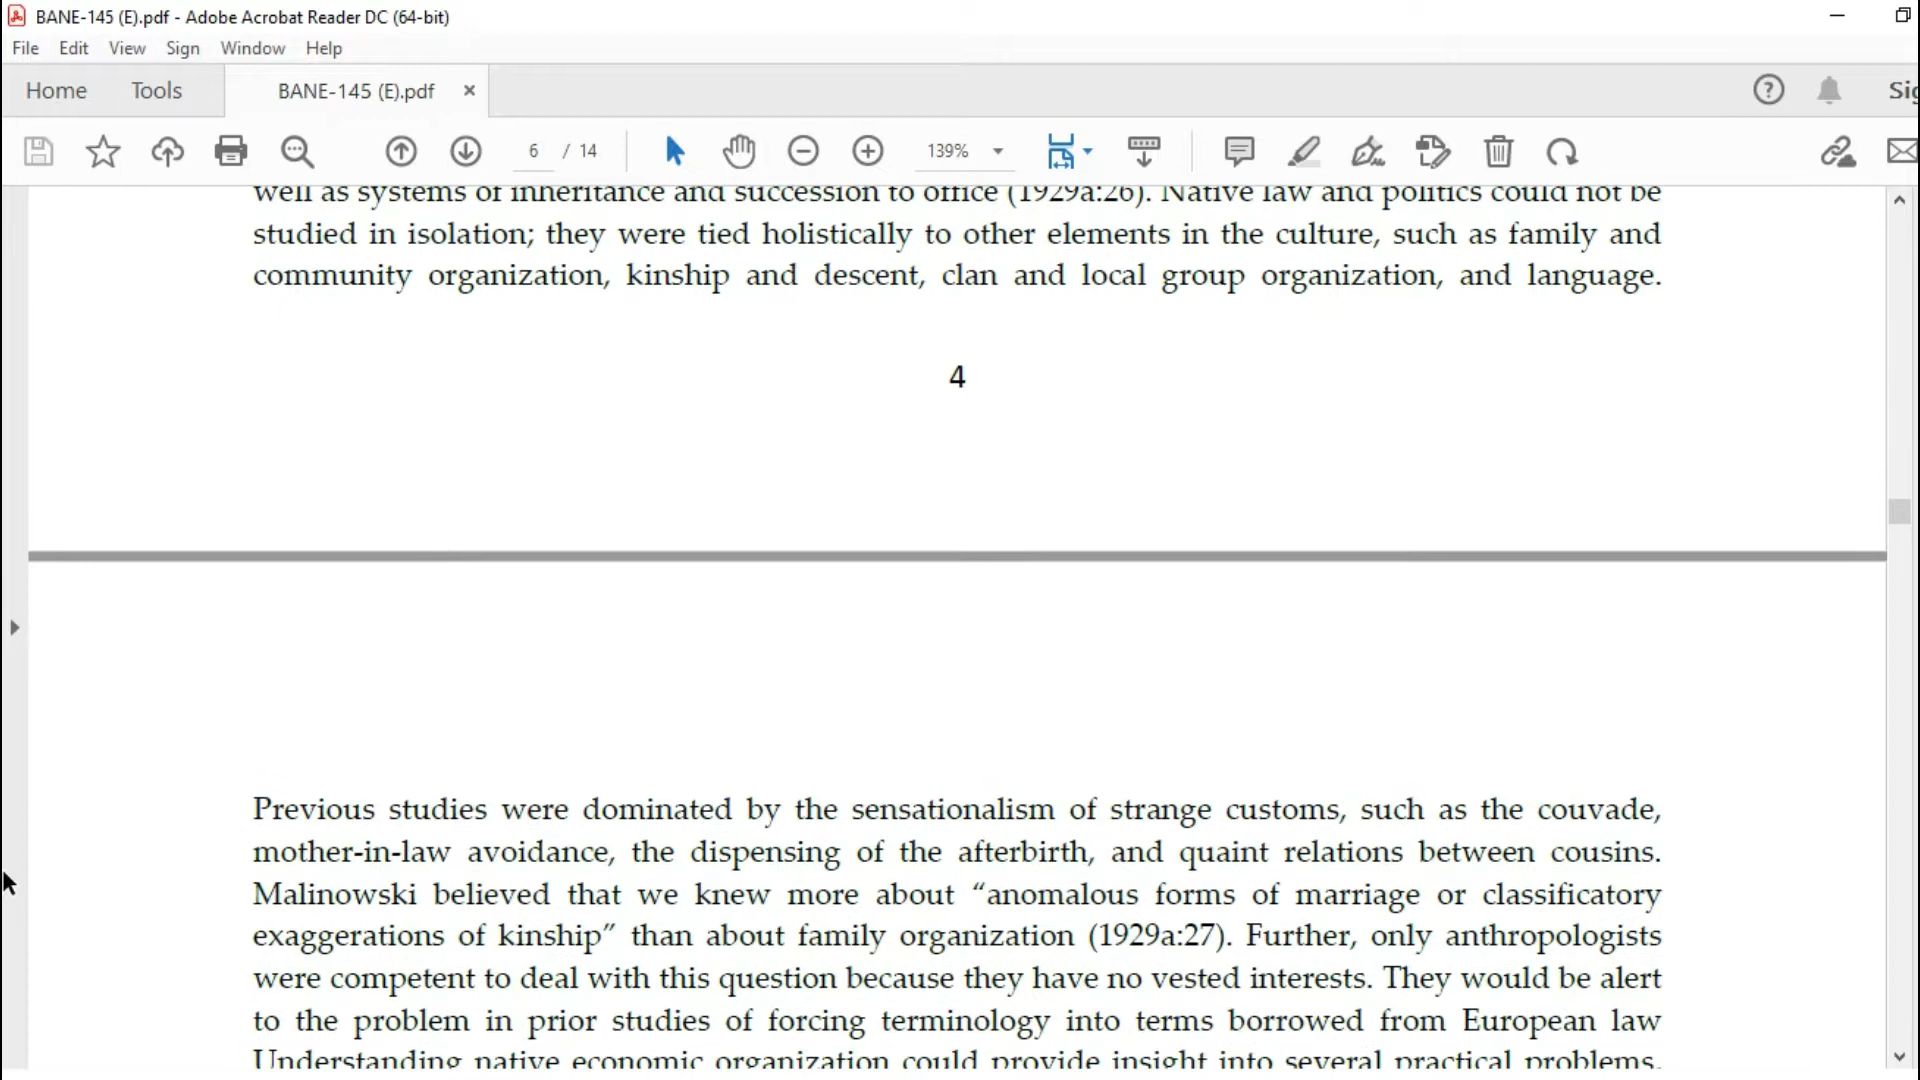 BANE-145 (E).pdf - Adobe Acrobat Reader DC (64-bit)
File Edit View Sign Window Help
Home Tools BANE-145 (E).pdf × ?
6 / 14 139%
well as systems of inheritance and succession to office (1929a:26). Native law and politics could not be
studied in isolation; they were tied holistically to other elements in the culture, such as family and
community organization, kinship and descent, clan and local group organization, and language.
4
Previous studies were dominated by the sensationalism of strange customs, such as the couvade,
mother-in-law avoidance, the dispensing of the afterbirth, and quaint relations between cousins.
Malinowski believed that we knew more about “anomalous forms of marriage or classificatory
exaggerations of kinship” than about family organization (1929a:27). Further, only anthropologists
were competent to deal with this question because they have no vested interests. They would be alert
to the problem in prior studies of forcing terminology into terms borrowed from European law
Understanding native economic organization could provide insight into several practical problems.